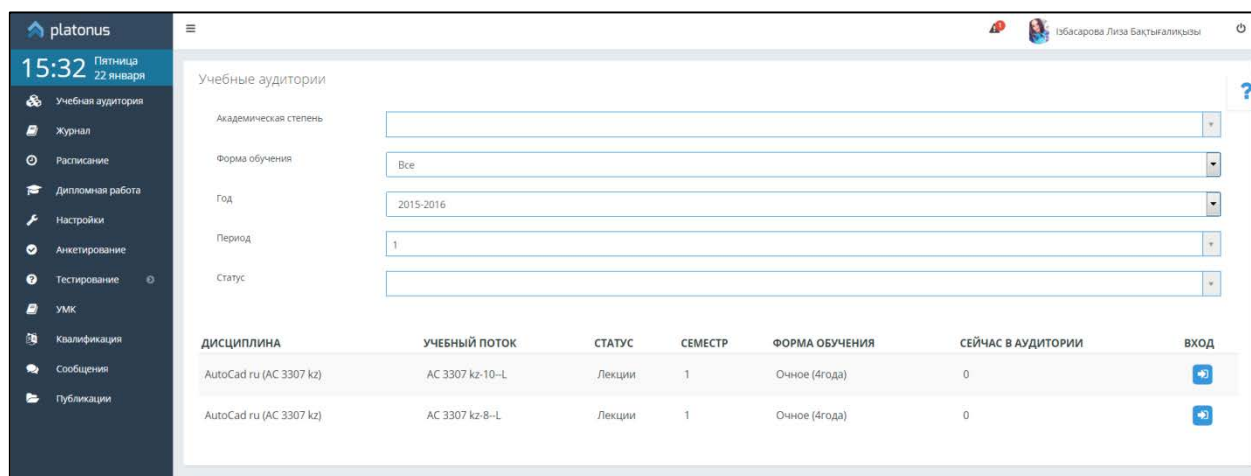 platonus
1
Ізбасарова Лиза Бақтығалиқызы
15:32 Пятница
22 января
Учебная аудитория
Журнал
Расписание
Дипломная работа
Настройки
Анкетирование
? Тестирование
УМК
Квалификация
Сообщения
Публикации
Учебные аудитории
?
Академическая степень
Форма обучения Все
Год 2015-2016
Период 1
Статус
ДИСЦИПЛИНА УЧЕБНЫЙ ПОТОК СТАТУС СЕМЕСТР ФОРМА ОБУЧЕНИЯ СЕЙЧАС В АУДИТОРИИ ВХОД
AutoCad ru (AC 3307 kz) AC 3307 kz-10--L Лекции 1 Очное (4года) 0
AutoCad ru (AC 3307 kz) AC 3307 kz-8--L Лекции 1 Очное (4года) 0